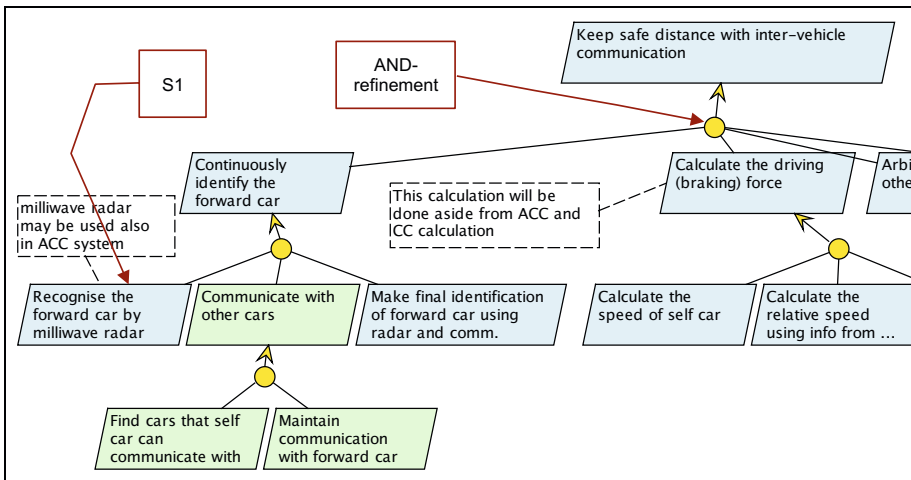 Keep safe distance with inter-vehicle
communication
S1
AND-
refinement
Continuously
identify the
forward car
Calculate the driving
(braking) force
Arbi
othe
This calculation will be
done aside from ACC and
CC calculation
milliwave radar
may be used also
in ACC system
Recognise the
forward car by
milliwave radar
Communicate with
other cars
Make final identification
of forward car using
radar and comm.
Calculate the
speed of self car
Calculate the
relative speed
using info from ...
Find cars that self
car can
communicate with
Maintain
communication
with forward car